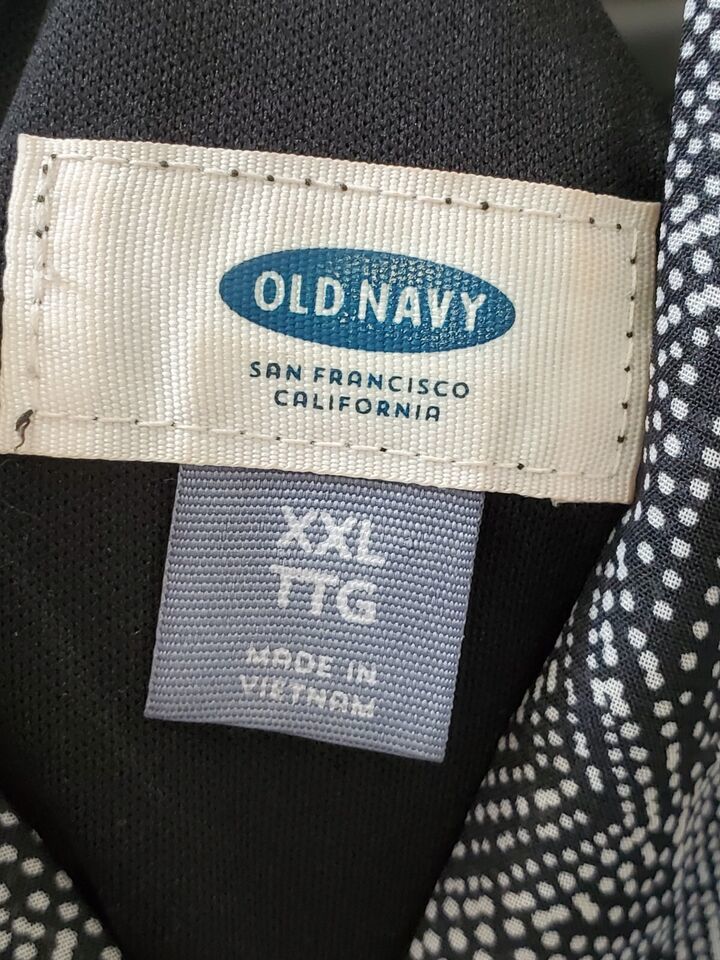 OLD NAVY
SAN FRANCISCO
CALIFORNIA
XXL
TTG
MADE IN
VIETNAM